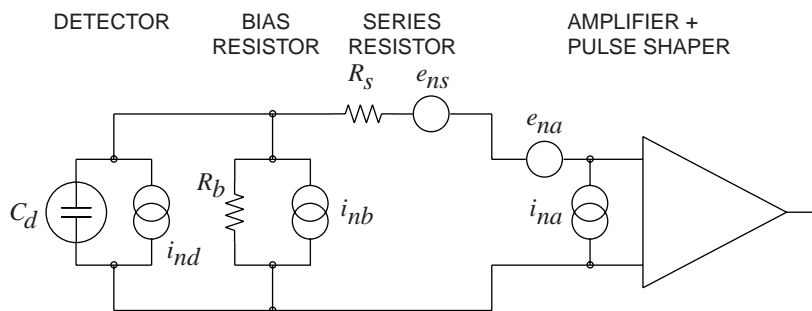 DETECTOR
BIAS
RESISTOR
SERIES
RESISTOR
AMPLIFIER +
PULSE SHAPER
Rs
ens
ena
Cd
ind
Rb
inb
ina